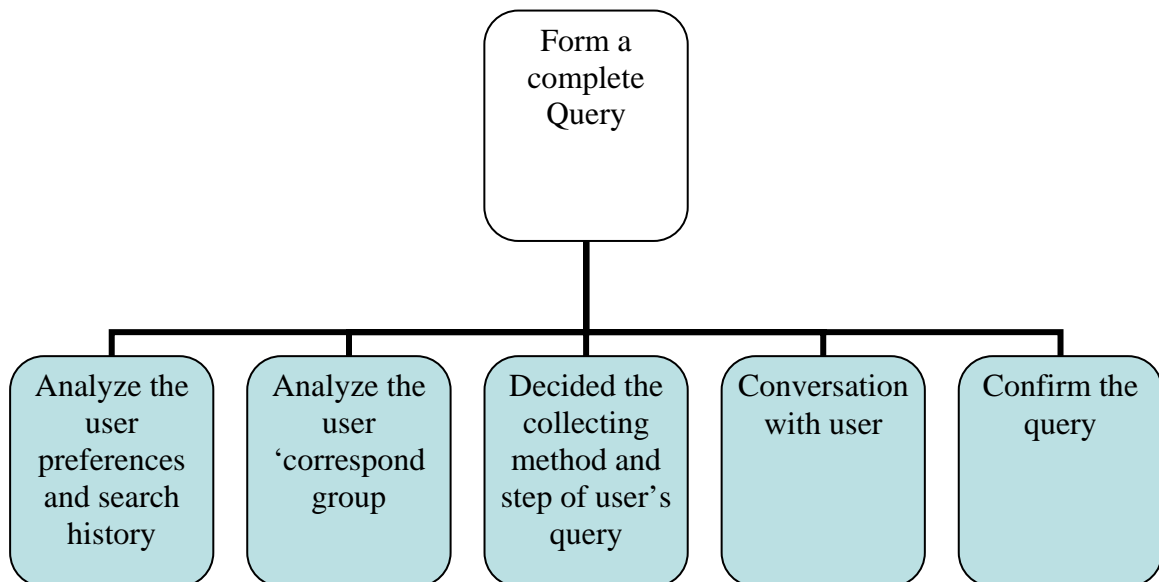 Form a
complete
Query
Analyze the
user
preferences
and search
history
Analyze the
user
‘correspond
group
Decided the
collecting
method and
step of user’s
query
Conversation
with user
Confirm the
query